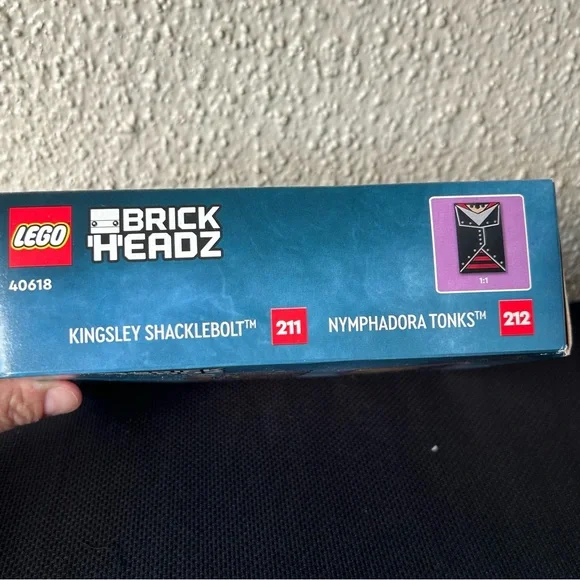 LEGO
BRICK
HEADZ
40618
1:1
KINGSLEY SHACKLEBOLT™ 211 NYMPHADORA TONKS™ 212